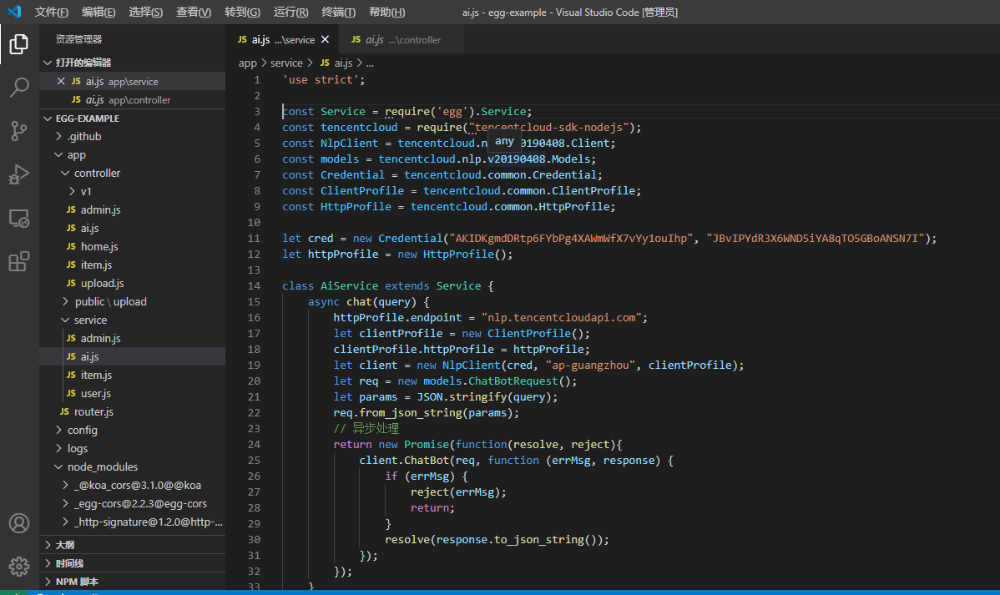 文件(F) 编辑(E) 选择(S) 查看(V) 转到(G) 运行(R) 终端(T) 帮助(H) ai.js - egg-example - Visual Studio Code [管理员]
资源管理器
打开的编辑器
JS ai.js app\service
JS ai.js app\controller
EGG-EXAMPLE
.github
app
controller
v1
JS admin.js
JS ai.js
JS home.js
JS item.js
JS upload.js
public \ upload
service
JS admin.js
JS ai.js
JS item.js
JS user.js
JS router.js
config
logs
node_modules
_@koa_cors@3.1.0@@koa
_egg-cors@2.2.3@egg-cors
_http-signature@1.2.0@http-...
大纲
时间线
NPM 脚本
JS ai.js ...\service JS ai.js ...\controller
app > service > JS ai.js > ...
1 'use strict';
2
3 const Service = require('egg').Service;
4 const tencentcloud = require("tencentcloud-sdk-nodejs");
any
5 const NlpClient = tencentcloud.n 0190408.Client;
6 const models = tencentcloud.nlp.v20190408.Models;
7 const Credential = tencentcloud.common.Credential;
8 const ClientProfile = tencentcloud.common.ClientProfile;
9 const HttpProfile = tencentcloud.common.HttpProfile;
10
11 let cred = new Credential("AKIDKgmdDRtp6FYbPg4XAWmWfX7vYy1ouIhp", "JBvIPYdR3X6WND5iYA8qTO5GBoANSN7I");
12 let httpProfile = new HttpProfile();
13
14 class AiService extends Service {
15 async chat(query) {
16 httpProfile.endpoint = "nlp.tencentcloudapi.com";
17 let clientProfile = new ClientProfile();
18 clientProfile.httpProfile = httpProfile;
19 let client = new NlpClient(cred, "ap-guangzhou", clientProfile);
20 let req = new models.ChatBotRequest();
21 let params = JSON.stringify(query);
22 req.from_json_string(params);
23 // 异步处理
24 return new Promise(function(resolve, reject){
25 client.ChatBot(req, function (errMsg, response) {
26 if (errMsg) {
27 reject(errMsg);
28 return;
29 }
30 resolve(response.to_json_string());
31 });
32 });
33 }